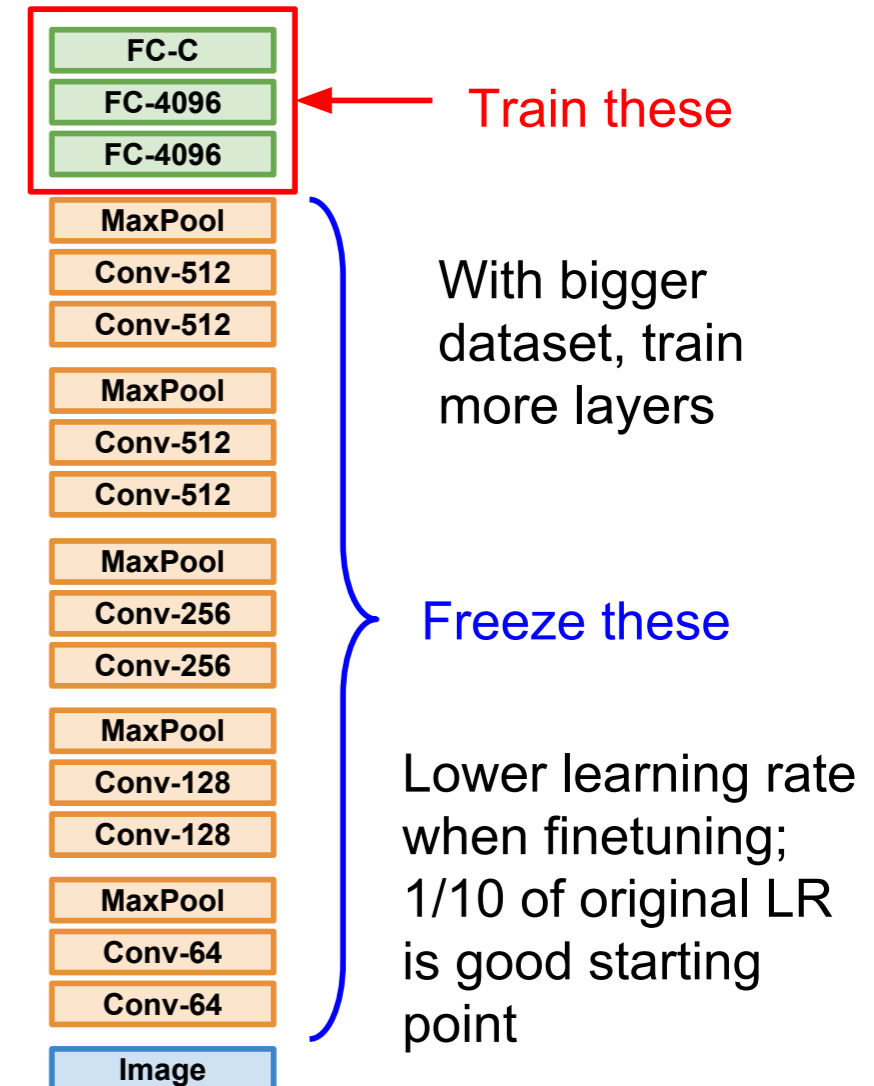 FC-C
FC-4096
FC-4096
Train these
MaxPool
Conv-512
Conv-512
With bigger
dataset, train
more layers
MaxPool
Conv-512
Conv-512
MaxPool
Conv-256
Conv-256
Freeze these
MaxPool
Conv-128
Conv-128
MaxPool
Conv-64
Conv-64
Lower learning rate
when finetuning;
1/10 of original LR
is good starting
point
Image